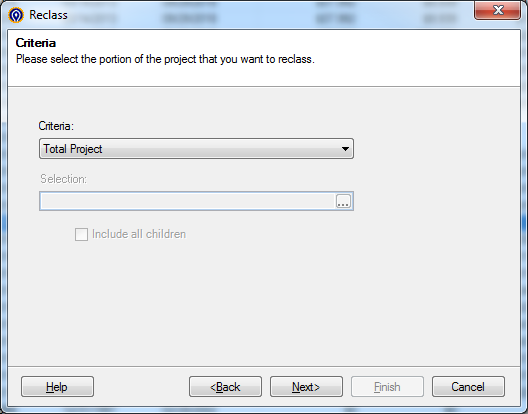 Reclass
Criteria
Please select the portion of the project that you want to reclass.
Criteria:
Total Project
Selection:
...
Include all children
Help
<Back
Next>
Finish
Cancel